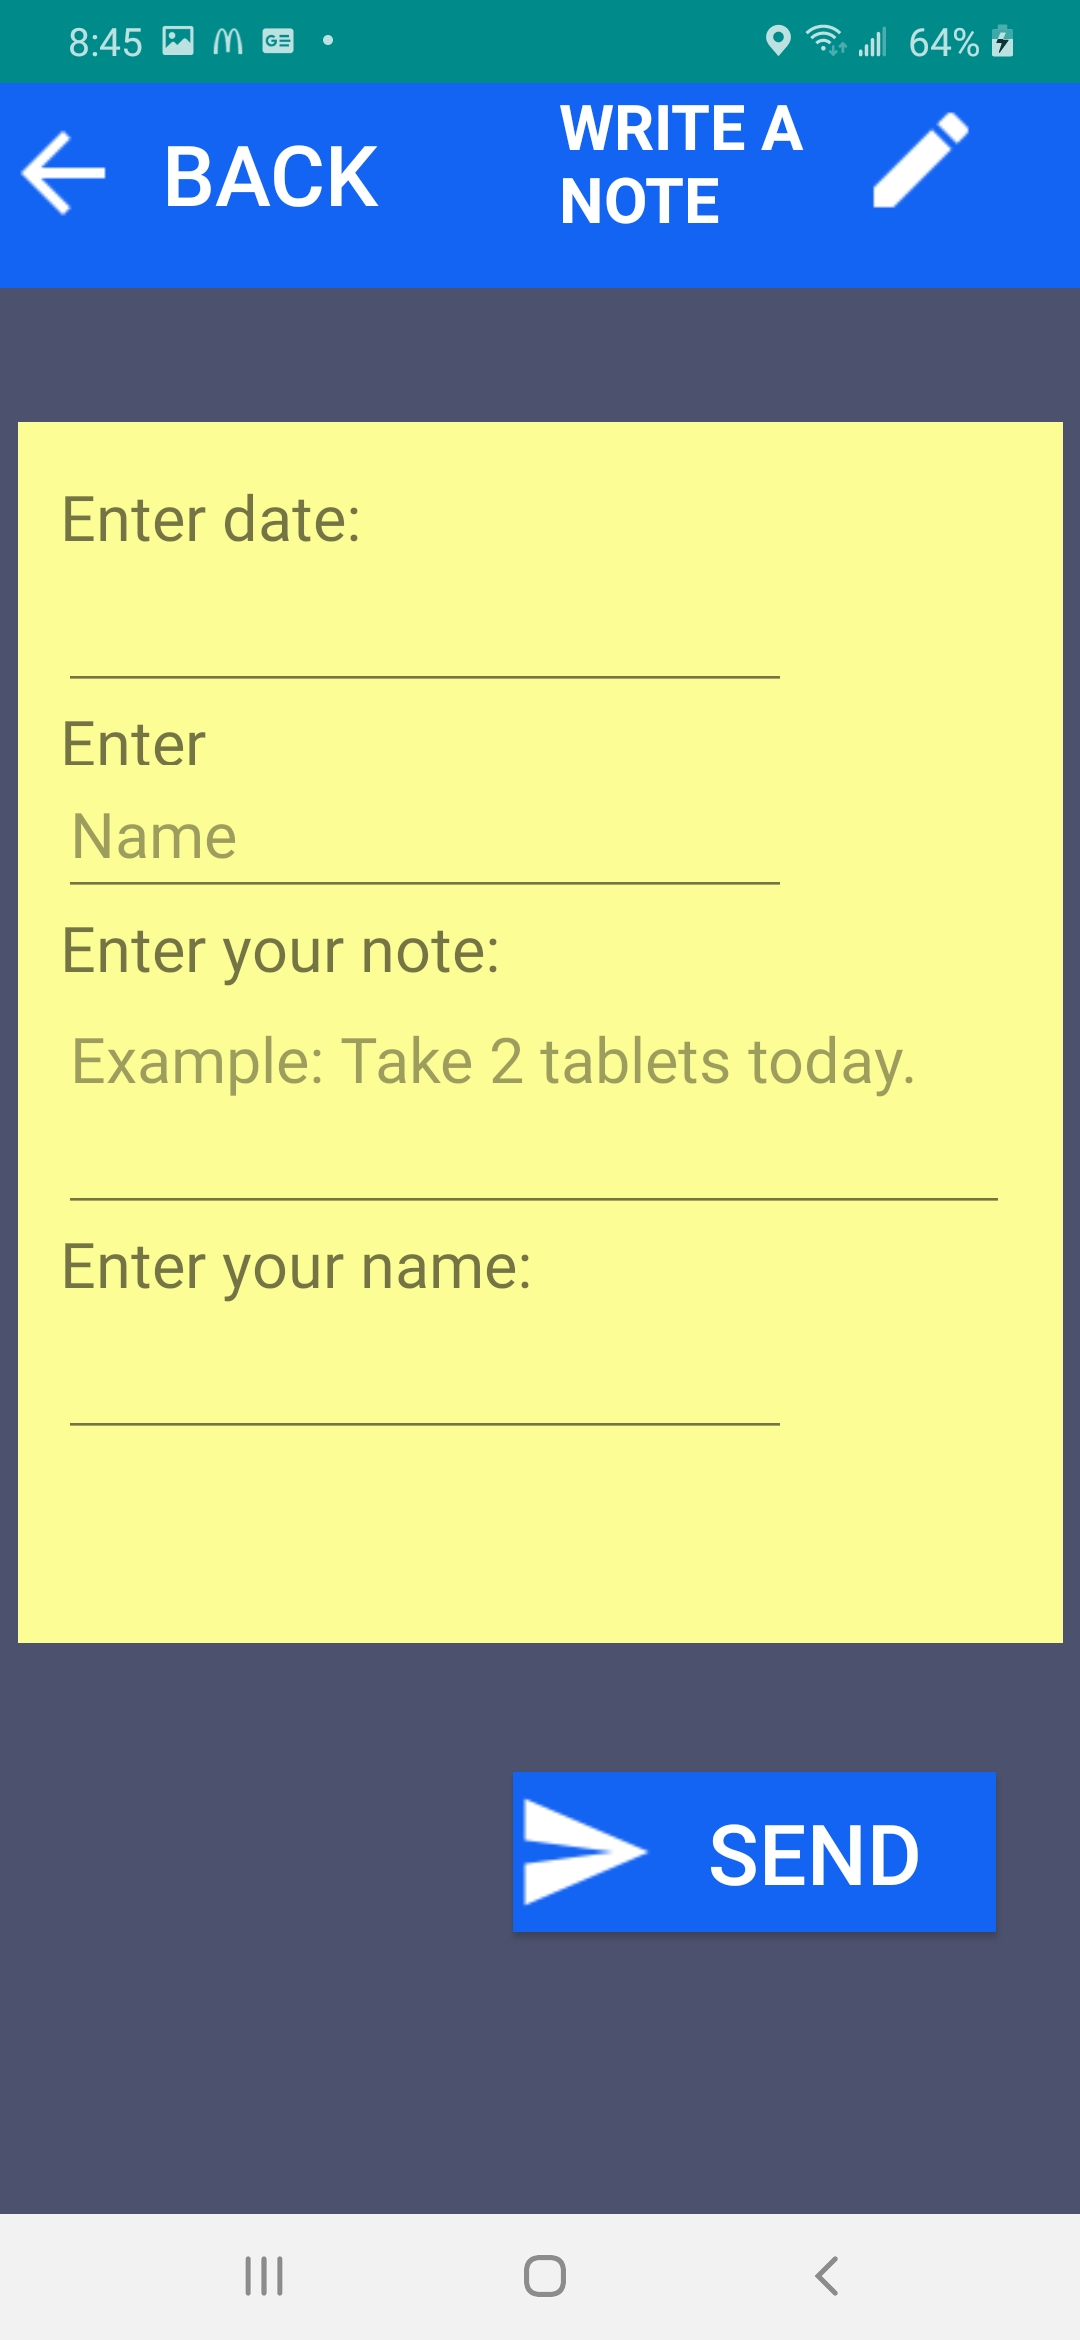 8:45
64%
BACK
WRITE A
NOTE
Enter date:
Enter
Name
Enter your note:
Example: Take 2 tablets today.
Enter your name:
SEND